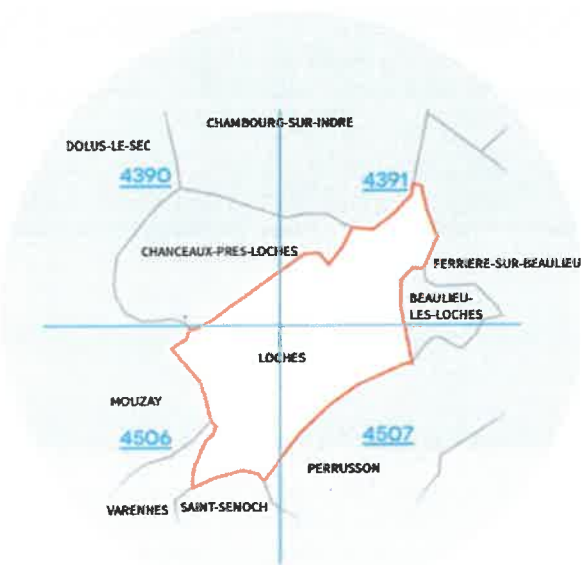 CHAMBOURG-SUR-INDRE
DOLUS-LE-SEC
4390
4391
CHANCEAUX-PRES-LOCHES
FERRIERE-SUR-BEAULIEU
BEAULIEU-
LES-LOCHES
LOCHES
MOUZAY
4506
4507
PERRUSSON
VARENNES
SAINT-SENOCH